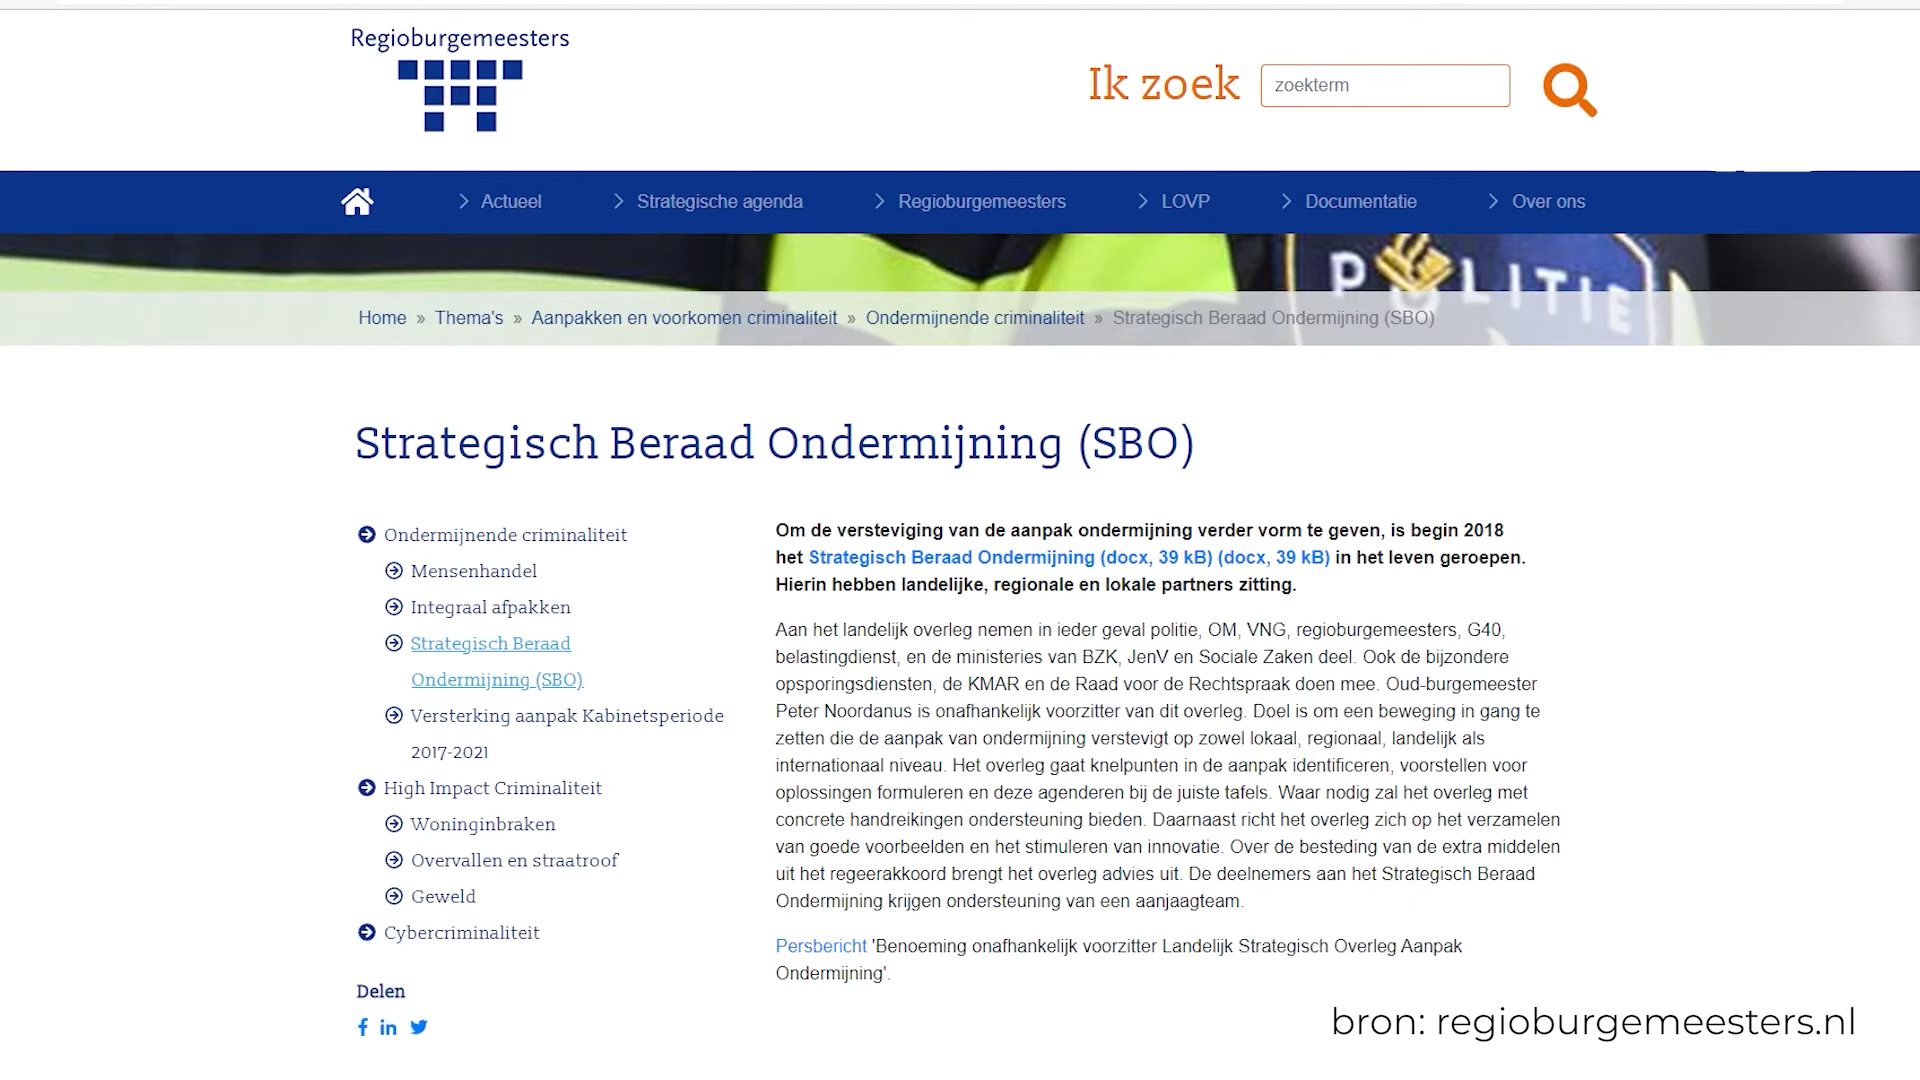 Regioburgemeesters
Ik zoek
zoekterm
Actueel
Strategische agenda
Regioburgemeesters
LOVP
Documentatie
Over ons
POLITIE
Home » Thema's » Aanpakken en voorkomen criminaliteit » Ondermijnende criminaliteit » Strategisch Beraad Ondermijning (SBO)
Strategisch Beraad Ondermijning (SBO)
Ondermijnende criminaliteit
Mensenhandel
Integraal afpakken
Strategisch Beraad
Ondermijning (SBO)
Versterking aanpak Kabinetsperiode
2017-2021
High Impact Criminaliteit
Woninginbraken
Overvallen en straatroof
Geweld
Cybercriminaliteit
Delen
Om de versteviging van de aanpak ondermijning verder vorm te geven, is begin 2018
het Strategisch Beraad Ondermijning (docx, 39 kB) (docx, 39 kB) in het leven geroepen.
Hierin hebben landelijke, regionale en lokale partners zitting.
Aan het landelijk overleg nemen in ieder geval politie, OM, VNG, regioburgemeesters, G40,
belastingdienst, en de ministeries van BZK, JenV en Sociale Zaken deel. Ook de bijzondere
opsporingsdiensten, de KMAR en de Raad voor de Rechtspraak doen mee. Oud-burgemeester
Peter Noordanus is onafhankelijk voorzitter van dit overleg. Doel is om een beweging in gang te
zetten die de aanpak van ondermijning verstevigt op zowel lokaal, regionaal, landelijk als
internationaal niveau. Het overleg gaat knelpunten in de aanpak identificeren, voorstellen voor
oplossingen formuleren en deze agenderen bij de juiste tafels. Waar nodig zal het overleg met
concrete handreikingen ondersteuning bieden. Daarnaast richt het overleg zich op het verzamelen
van goede voorbeelden en het stimuleren van innovatie. Over de besteding van de extra middelen
uit het regeerakkoord brengt het overleg advies uit. De deelnemers aan het Strategisch Beraad
Ondermijning krijgen ondersteuning van een aanjaagteam.
Persbericht 'Benoeming onafhankelijk voorzitter Landelijk Strategisch Overleg Aanpak
Ondermijning'.
bron: regioburgemeesters.nl